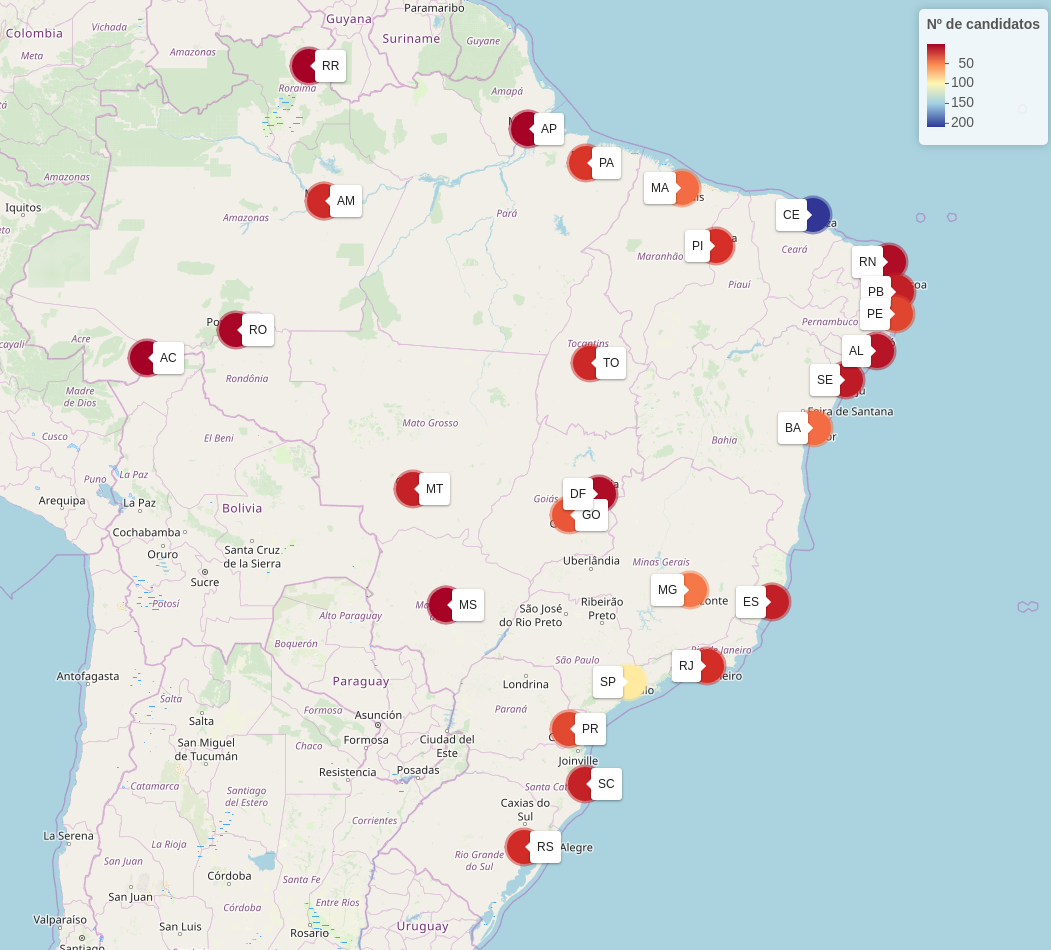 Paramaribo
Guyana
Nº de candidatos
Colombia
Vichada
Suriname
Guyane
Meta
Amazonas
50
RR
100
Roraima
Amapá
150
200
AP
PA
Amazonas
MA
AM
Iquitos
Amazonas
Pará
CE
PI
Ceará
Maranhão
RN
Piauí
PB
PE
Pernambuco
RO
Acre
AC
Tocantins
AL
TO
Rondônia
SE
Madre
de Dios
Feira de Santana
Mato Grosso
BA
Cusco
El Beni
Bahia
La Paz
Puno
MT
DF
Arequipa
La Paz
Goiás
Bolivia
GO
Cochabamba
Oruro
Santa Cruz
de la Sierra
Uberlândia
Minas Gerais
Sucre
MG
Potosí
MS
São José
do Rio Preto
Ribeirão
Preto
ES
Alto Paraguay
Boquerón
São Paulo
RJ
Rio de Janeiro
Antofagasta
Paraguay
SP
Londrina
Salta
Paraná
Salta
Formosa
Asunción
PR
Formosa
Ciudad del
Este
San Miguel
de Tucumán
Chaco
Joinville
Resistencia
Posadas
Catamarca
SC
Santiago
del Estero
Caxias do
Sul
Corrientes
La Serena
La Rioja
RS
Alegre
San Juan
Rio Grande
do Sul
Córdoba
Santa Fe
San Juan
Entre Ríos
Córdoba
Valparaíso
San Luis
Uruguay
Rosario
Santiago